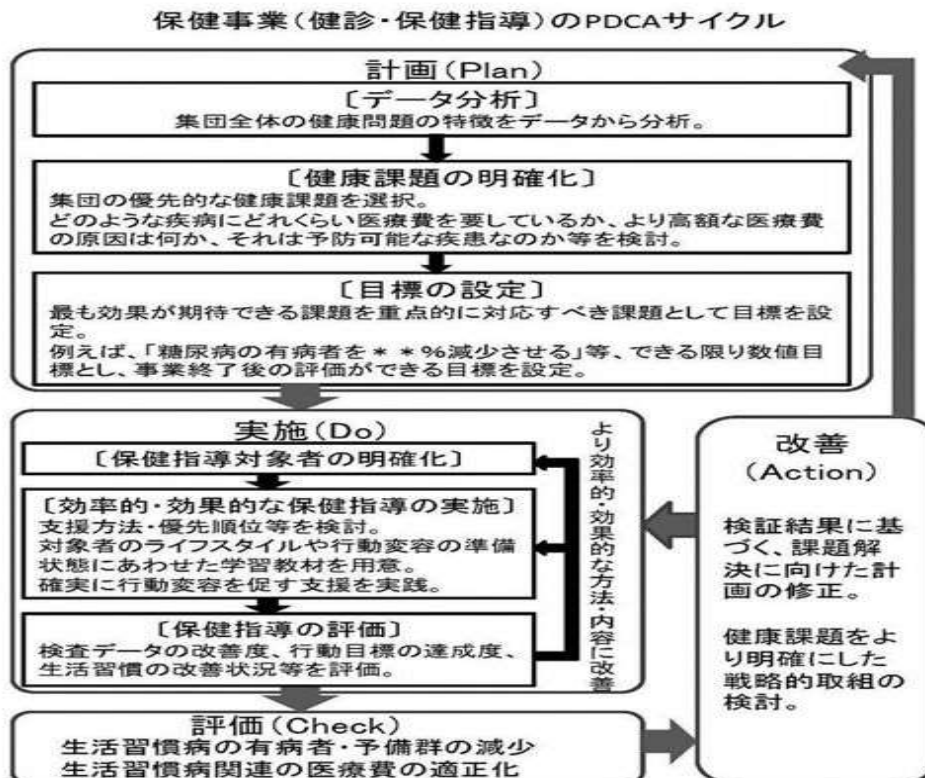 保健事業(健診・保健指導)のPDCAサイクル
計画(Plan)
〔データ分析〕
集団全体の健康問題の特徴をデータから分析。
〔健康課題の明確化〕
集団の優先的な健康課題を選択。
どのような疾病にどれくらい医療費を要しているか、より高額な医療費
の原因は何か、それは予防可能な疾患なのか等を検討。
〔目標の設定〕
最も効果が期待できる課題を重点的に対応すべき課題として目標を設
定。
例えば、「糖尿病の有病者を**%減少させる」等、できる限り数値目
標とし、事業終了後の評価ができる目標を設定。
実施(Do)
〔保健指導対象者の明確化〕
〔効率的・効果的な保健指導の実施〕
支援方法・優先順位等を検討。
対象者のライフスタイルや行動変容の準備
状態にあわせた学習教材を用意。
確実に行動変容を促す支援を実践。
〔保健指導の評価〕
検査データの改善度、行動目標の達成度、
生活習慣の改善状況等を評価。
より効率的・効果的な方法・内容に改善
評価(Check)
生活習慣病の有病者・予備群の減少
生活習慣病関連の医療費の適正化
改善
(Action)
検証結果に基
づく、課題解
決に向けた計
画の修正。
健康課題をよ
り明確にした
戦略的取組の
検討。